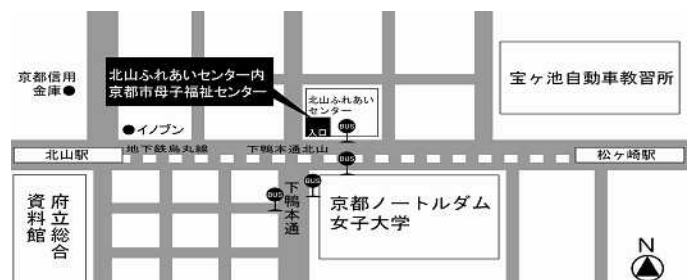 京都信用
金庫
北山ふれあいセンター内
京都市母子福祉センター
北山ふれあい
センター
入口
BUS
宝ヶ池自動車教習所
イノブン
地下鉄烏丸線
下鴨本通北山
北山駅
BUS
松ヶ崎駅
府立総合
資料館
BUS
下鴨本通
BUS
京都ノートルダム
女子大学
N